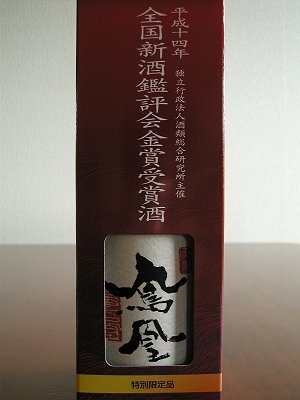 平成十四年
独立行政法人酒類総合研究所主催
全国新酒鑑評会金賞受賞酒
鳳凰
特別限定品